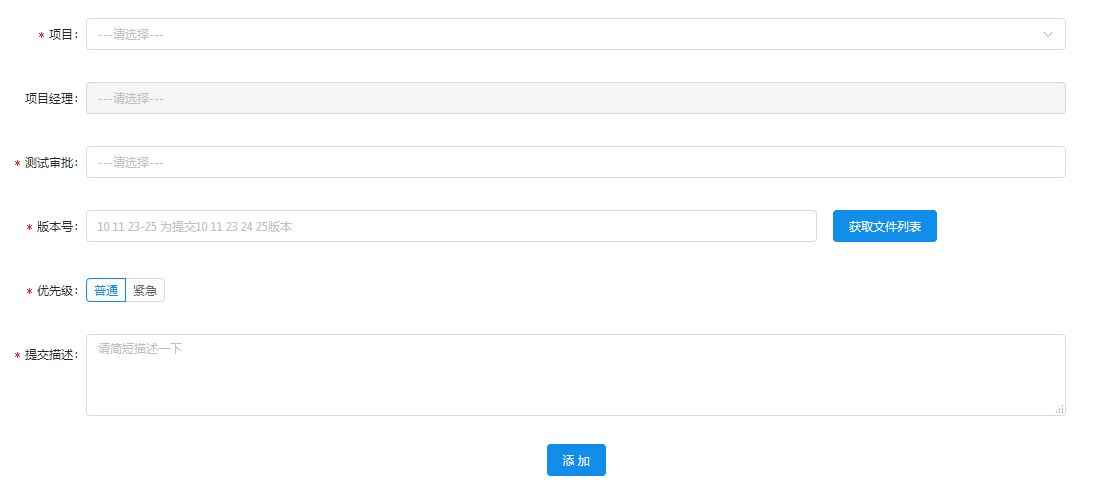 * 项目: ---请选择---
项目经理: ---请选择---
* 测试审批: ---请选择---
* 版本号: 10 11 23-25 为提交10 11 23 24 25版本 获取文件列表
* 优先级: 普通 紧急
* 提交描述: 请简短描述一下
添 加